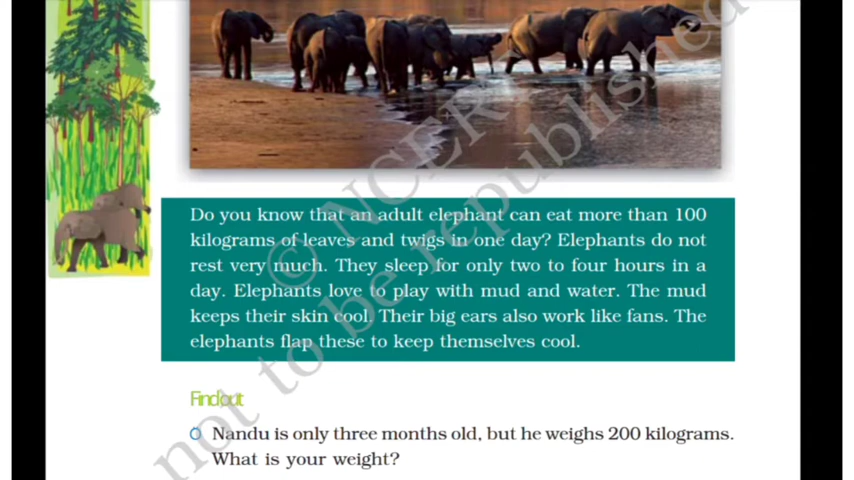 Do you know that an adult elephant can eat more than 100
kilograms of leaves and twigs in one day? Elephants do not
rest very much. They sleep for only two to four hours in a
day. Elephants love to play with mud and water. The mud
keeps their skin cool. Their big ears also work like fans. The
elephants flap these to keep themselves cool.
Find out
Nandu is only three months old, but he weighs 200 kilograms.
What is your weight?
© NCERT
not to be republished